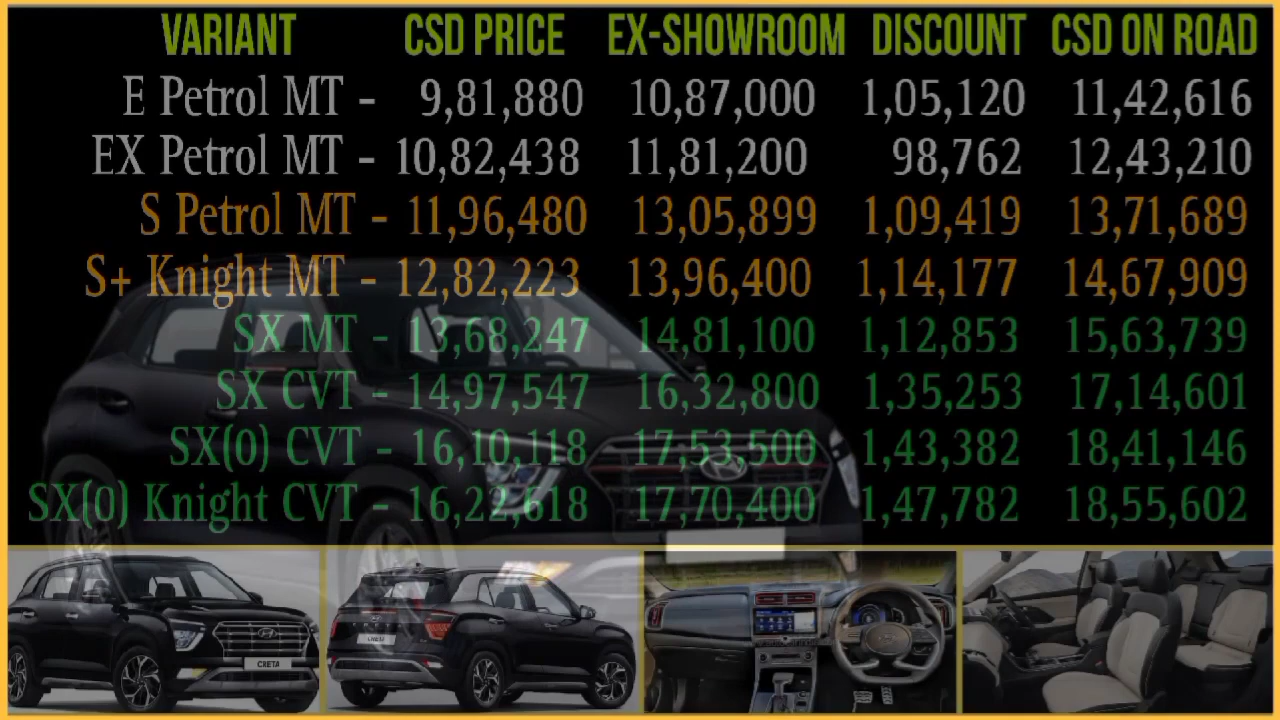 VARIANT CSD PRICE EX-SHOWROOM DISCOUNT CSD ON ROAD
E Petrol MT - 9,81,880 10,87,000 1,05,120 11,42,616
EX Petrol MT - 10,82,438 11,81,200 98,762 12,43,210
S Petrol MT - 11,96,480 13,05,899 1,09,419 13,71,689
S+ Knight MT - 12,82,223 13,96,400 1,14,177 14,67,909
SX MT - 13,68,247 14,81,100 1,12,853 15,63,739
SX CVT - 14,97,547 16,32,800 1,35,253 17,14,601
SX(0) CVT - 16,10,118 17,53,500 1,43,382 18,41,146
SX(0) Knight CVT - 16,22,618 17,70,400 1,47,782 18,55,602
CRETA
CRETA